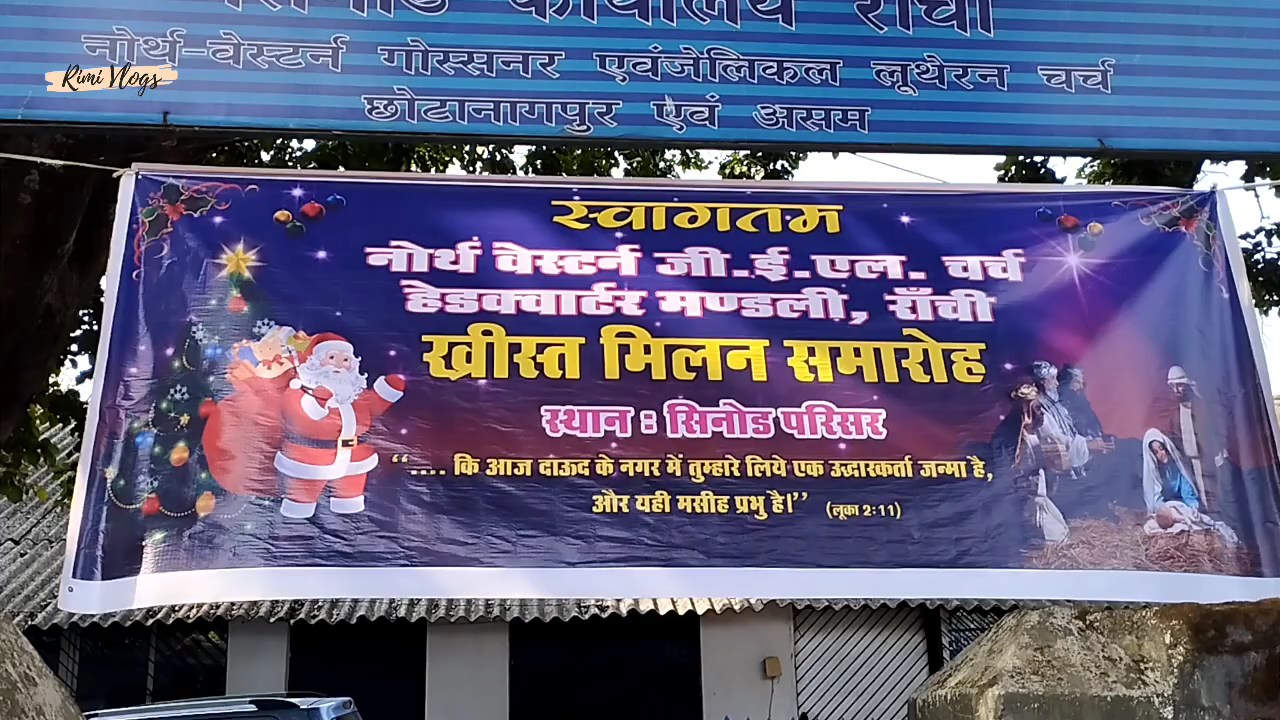 कार्यालय राँची
Rimi Vlogs
नोर्थ-वेस्टर्न गोस्सनर एवंजेलिकल लूथेरन चर्च
छोटानागपुर एवं असम
स्वागतम
नोर्थ वेस्टर्न जी.ई.एल. चर्च
हेडक्वार्टर मण्डली, राँची
ख्रीस्त मिलन समारोह
स्थान : सिनोड परिसर
“.... कि आज दाऊद के नगर में तुम्हारे लिये एक उद्धारकर्ता जन्मा है,
और यही मसीह प्रभु है।” (लूका 2:11)